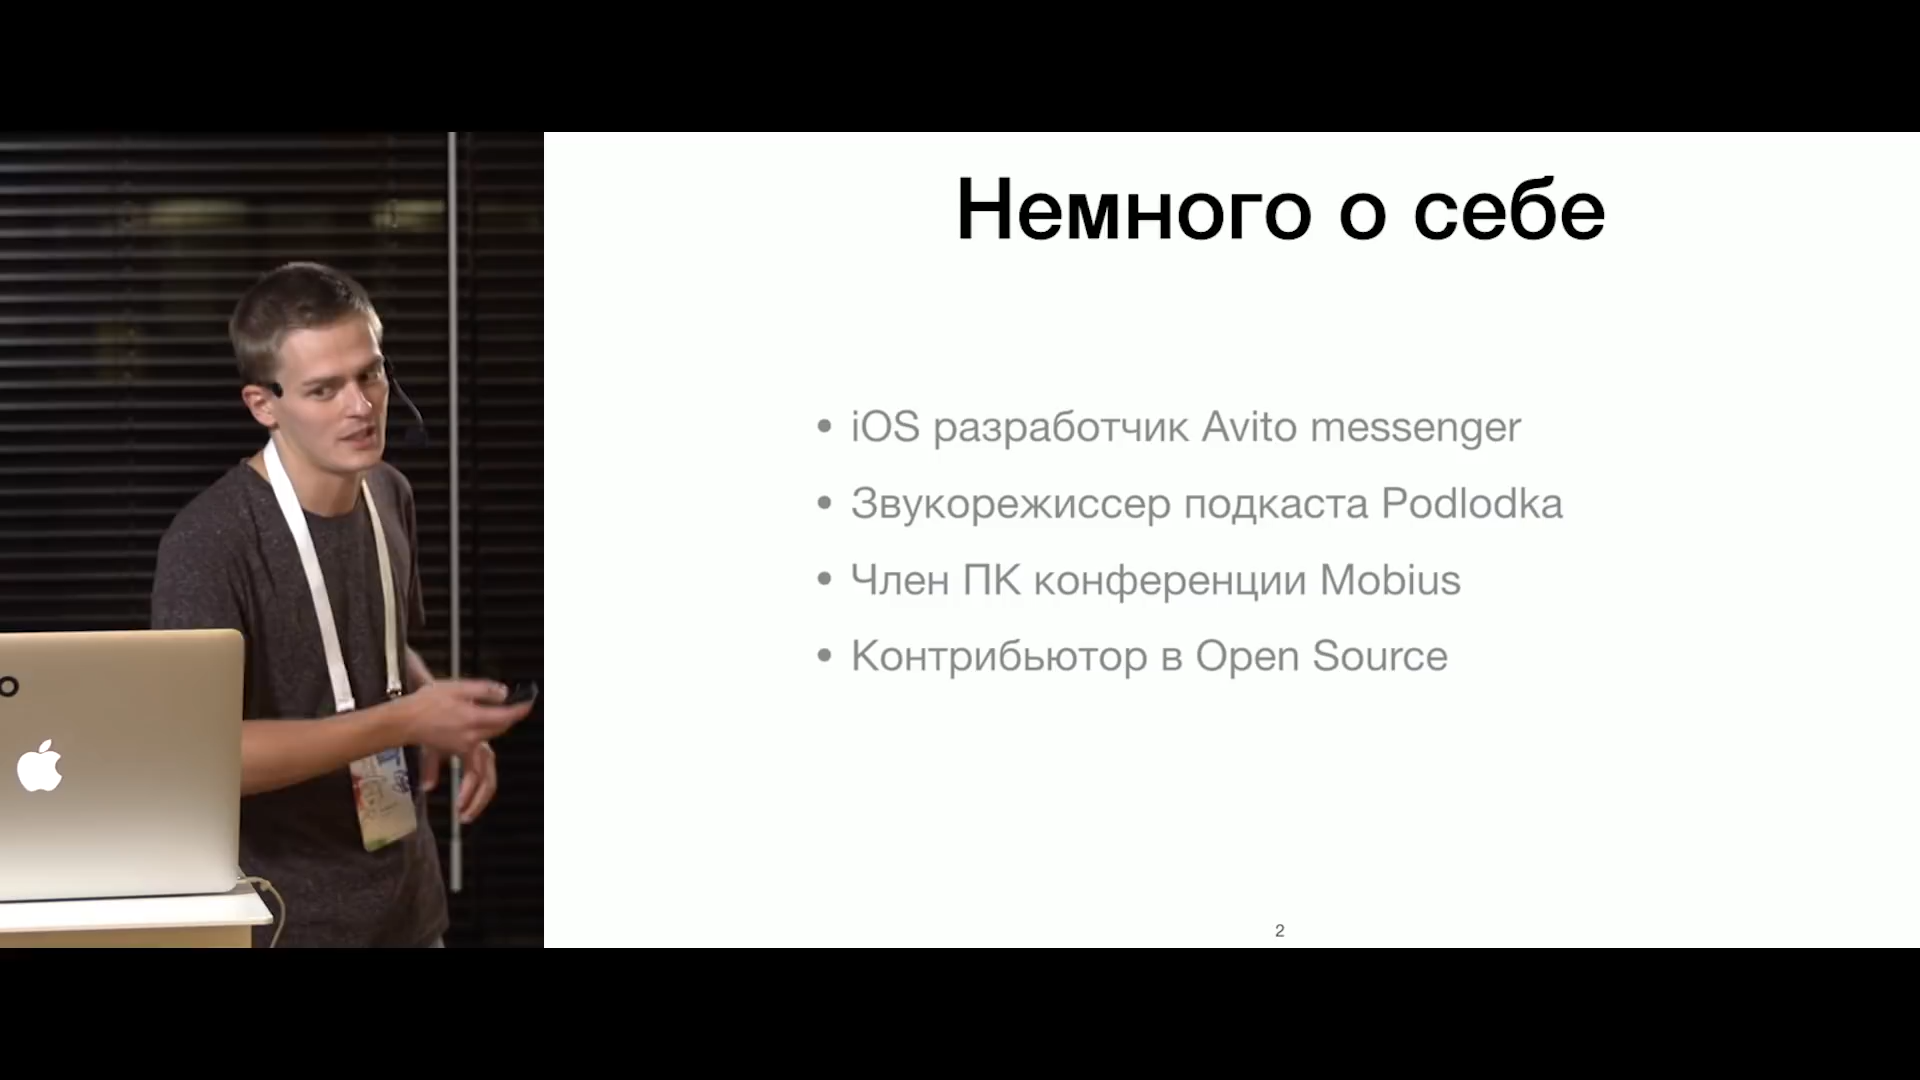 Немного о себе
• iOS разработчик Avito messenger
• Звукорежиссер подкаста Podlodka
• Член ПК конференции Mobius
• Контрибьютор в Open Source
2